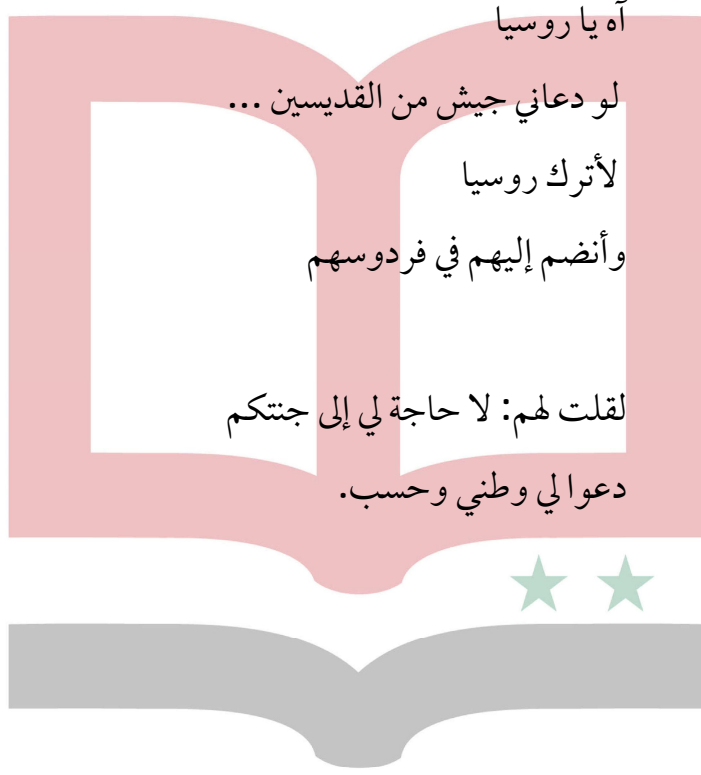 آه يا روسيا
لو دعاني جيش من القديسين ...
لأترك روسيا
وأنضم إليهم في فردوسهم
لقلت لهم: لا حاجة لي إلى جنتكم
دعوا لي وطني وحسب.